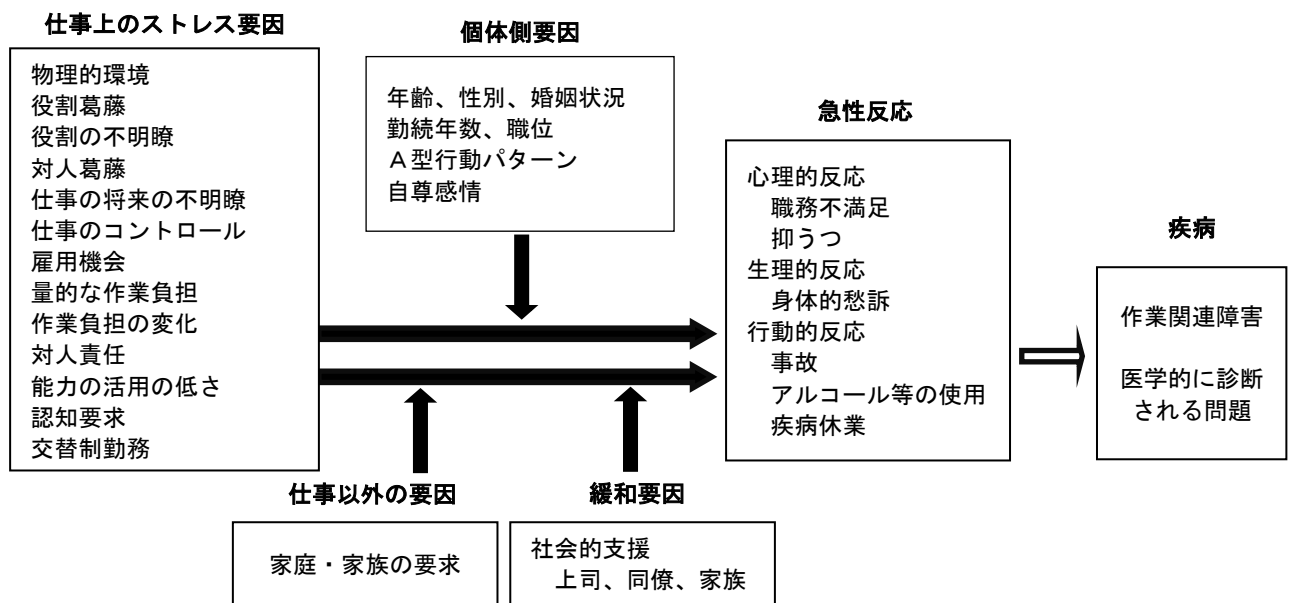 仕事上のストレス要因
物理的環境
役割葛藤
役割の不明瞭
対人葛藤
仕事の将来の不明瞭
仕事のコントロール
雇用機会
量的な作業負担
作業負担の変化
対人責任
能力の活用の低さ
認知要求
交替制勤務
個体側要因
年齢、性別、婚姻状況
勤続年数、職位
A型行動パターン
自尊感情
仕事以外の要因
家庭・家族の要求
緩和要因
社会的支援
上司、同僚、家族
急性反応
心理的反応
職務不満足
抑うつ
生理的反応
身体的愁訴
行動的反応
事故
アルコール等の使用
疾病休業
疾病
作業関連障害
医学的に診断
される問題